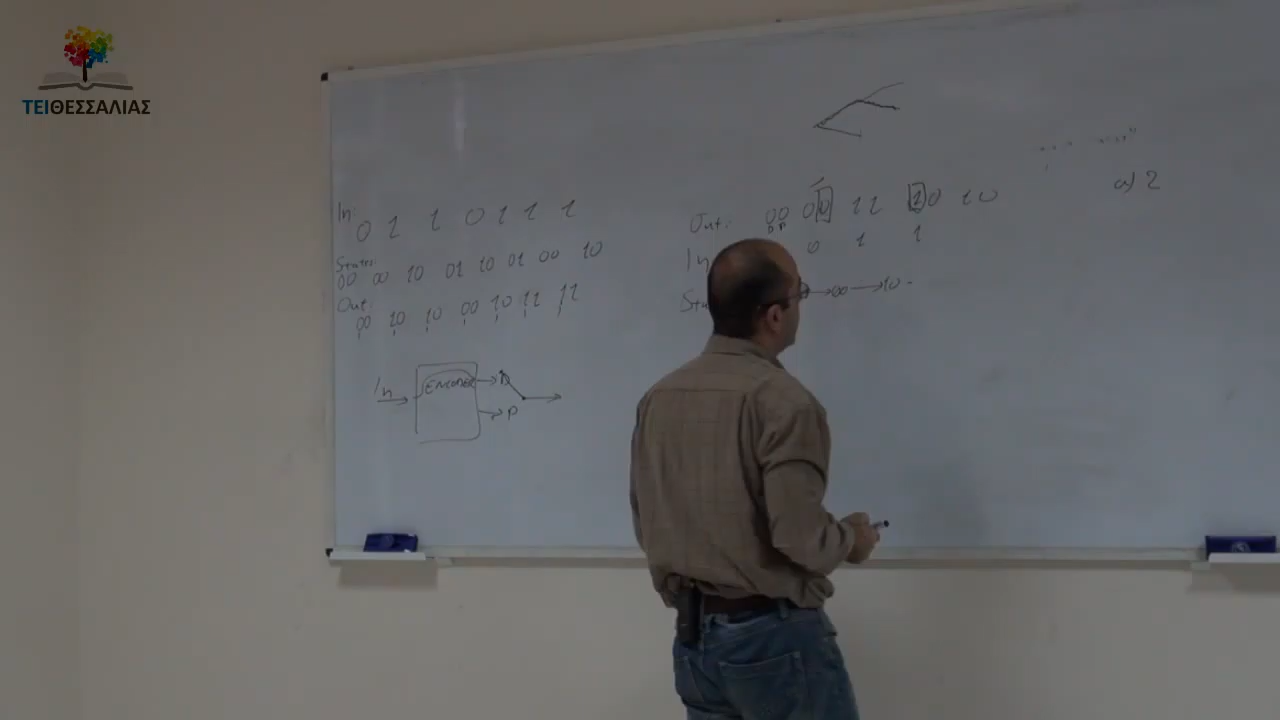 ΤΕΙΘΕΣΣΑΛΙΑΣ
In:
0 1 1 0 1 1 1
States:
00 00 10 01 10 01 00 10
Out:
00 10 10 00 10 11 11
In
ENCODER
D
P
Out: 00 00 11 10 10
D P
In 0 1 1
00 10
a) 2